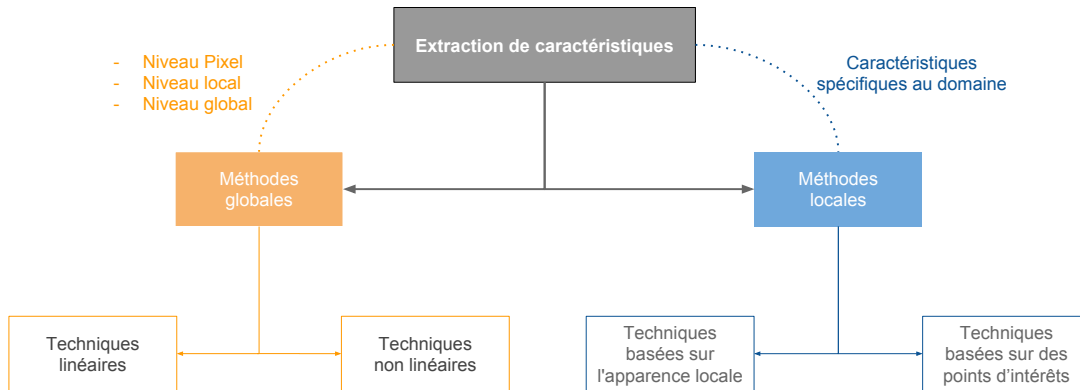 Extraction de caractéristiques
- Niveau Pixel
- Niveau local
- Niveau global
Caractéristiques
spécifiques au domaine
Méthodes
globales
Méthodes
locales
Techniques
linéaires
Techniques
non linéaires
Techniques
basées sur
l'apparence locale
Techniques
basées sur des
points d’intérêts